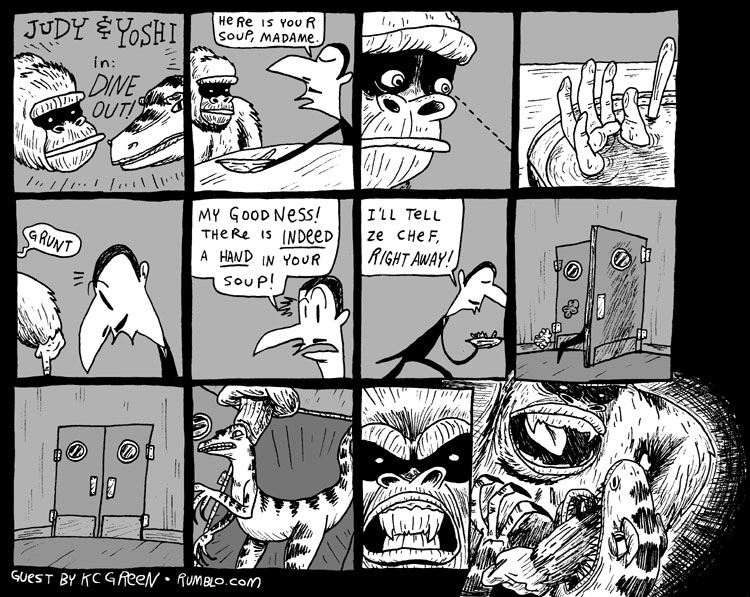 JUDY & YOSHI
in:
DINE
OUT!
HERE IS YOUR
SOUP, MADAME.
GRUNT
MY GOODNESS!
THERE IS INDEED
A HAND IN YOUR
SOUP!
I'LL TELL
ZE CHEF,
RIGHT AWAY!
GUEST BY KC GREEN • RUMBLO.COM